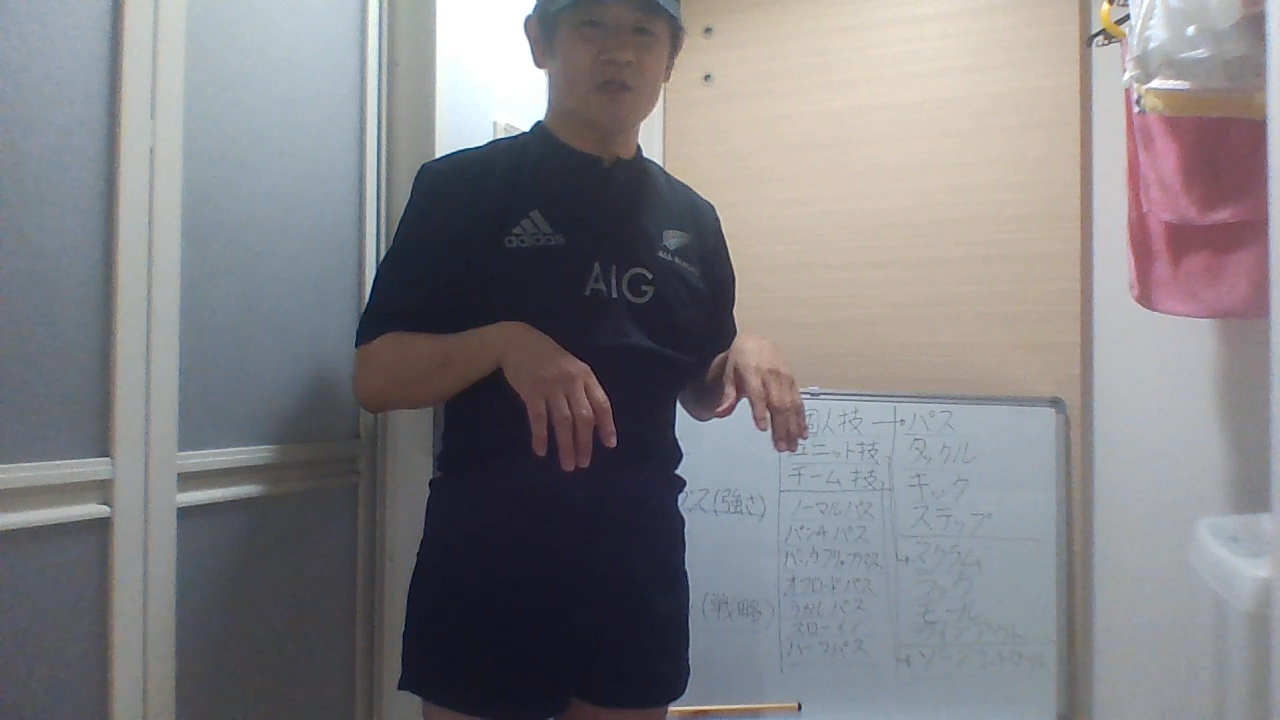 adidas
AIG
個人技
ユニット技
チーム技
(強さ)
ノーマルパス
パンチパス
バックフリップパス
オフロードパス
うかしパス
スローイン
ハーフパス
(戦略)
パス
タックル
キック
ステップ
スクラム
ラック
モール
ラインアウト